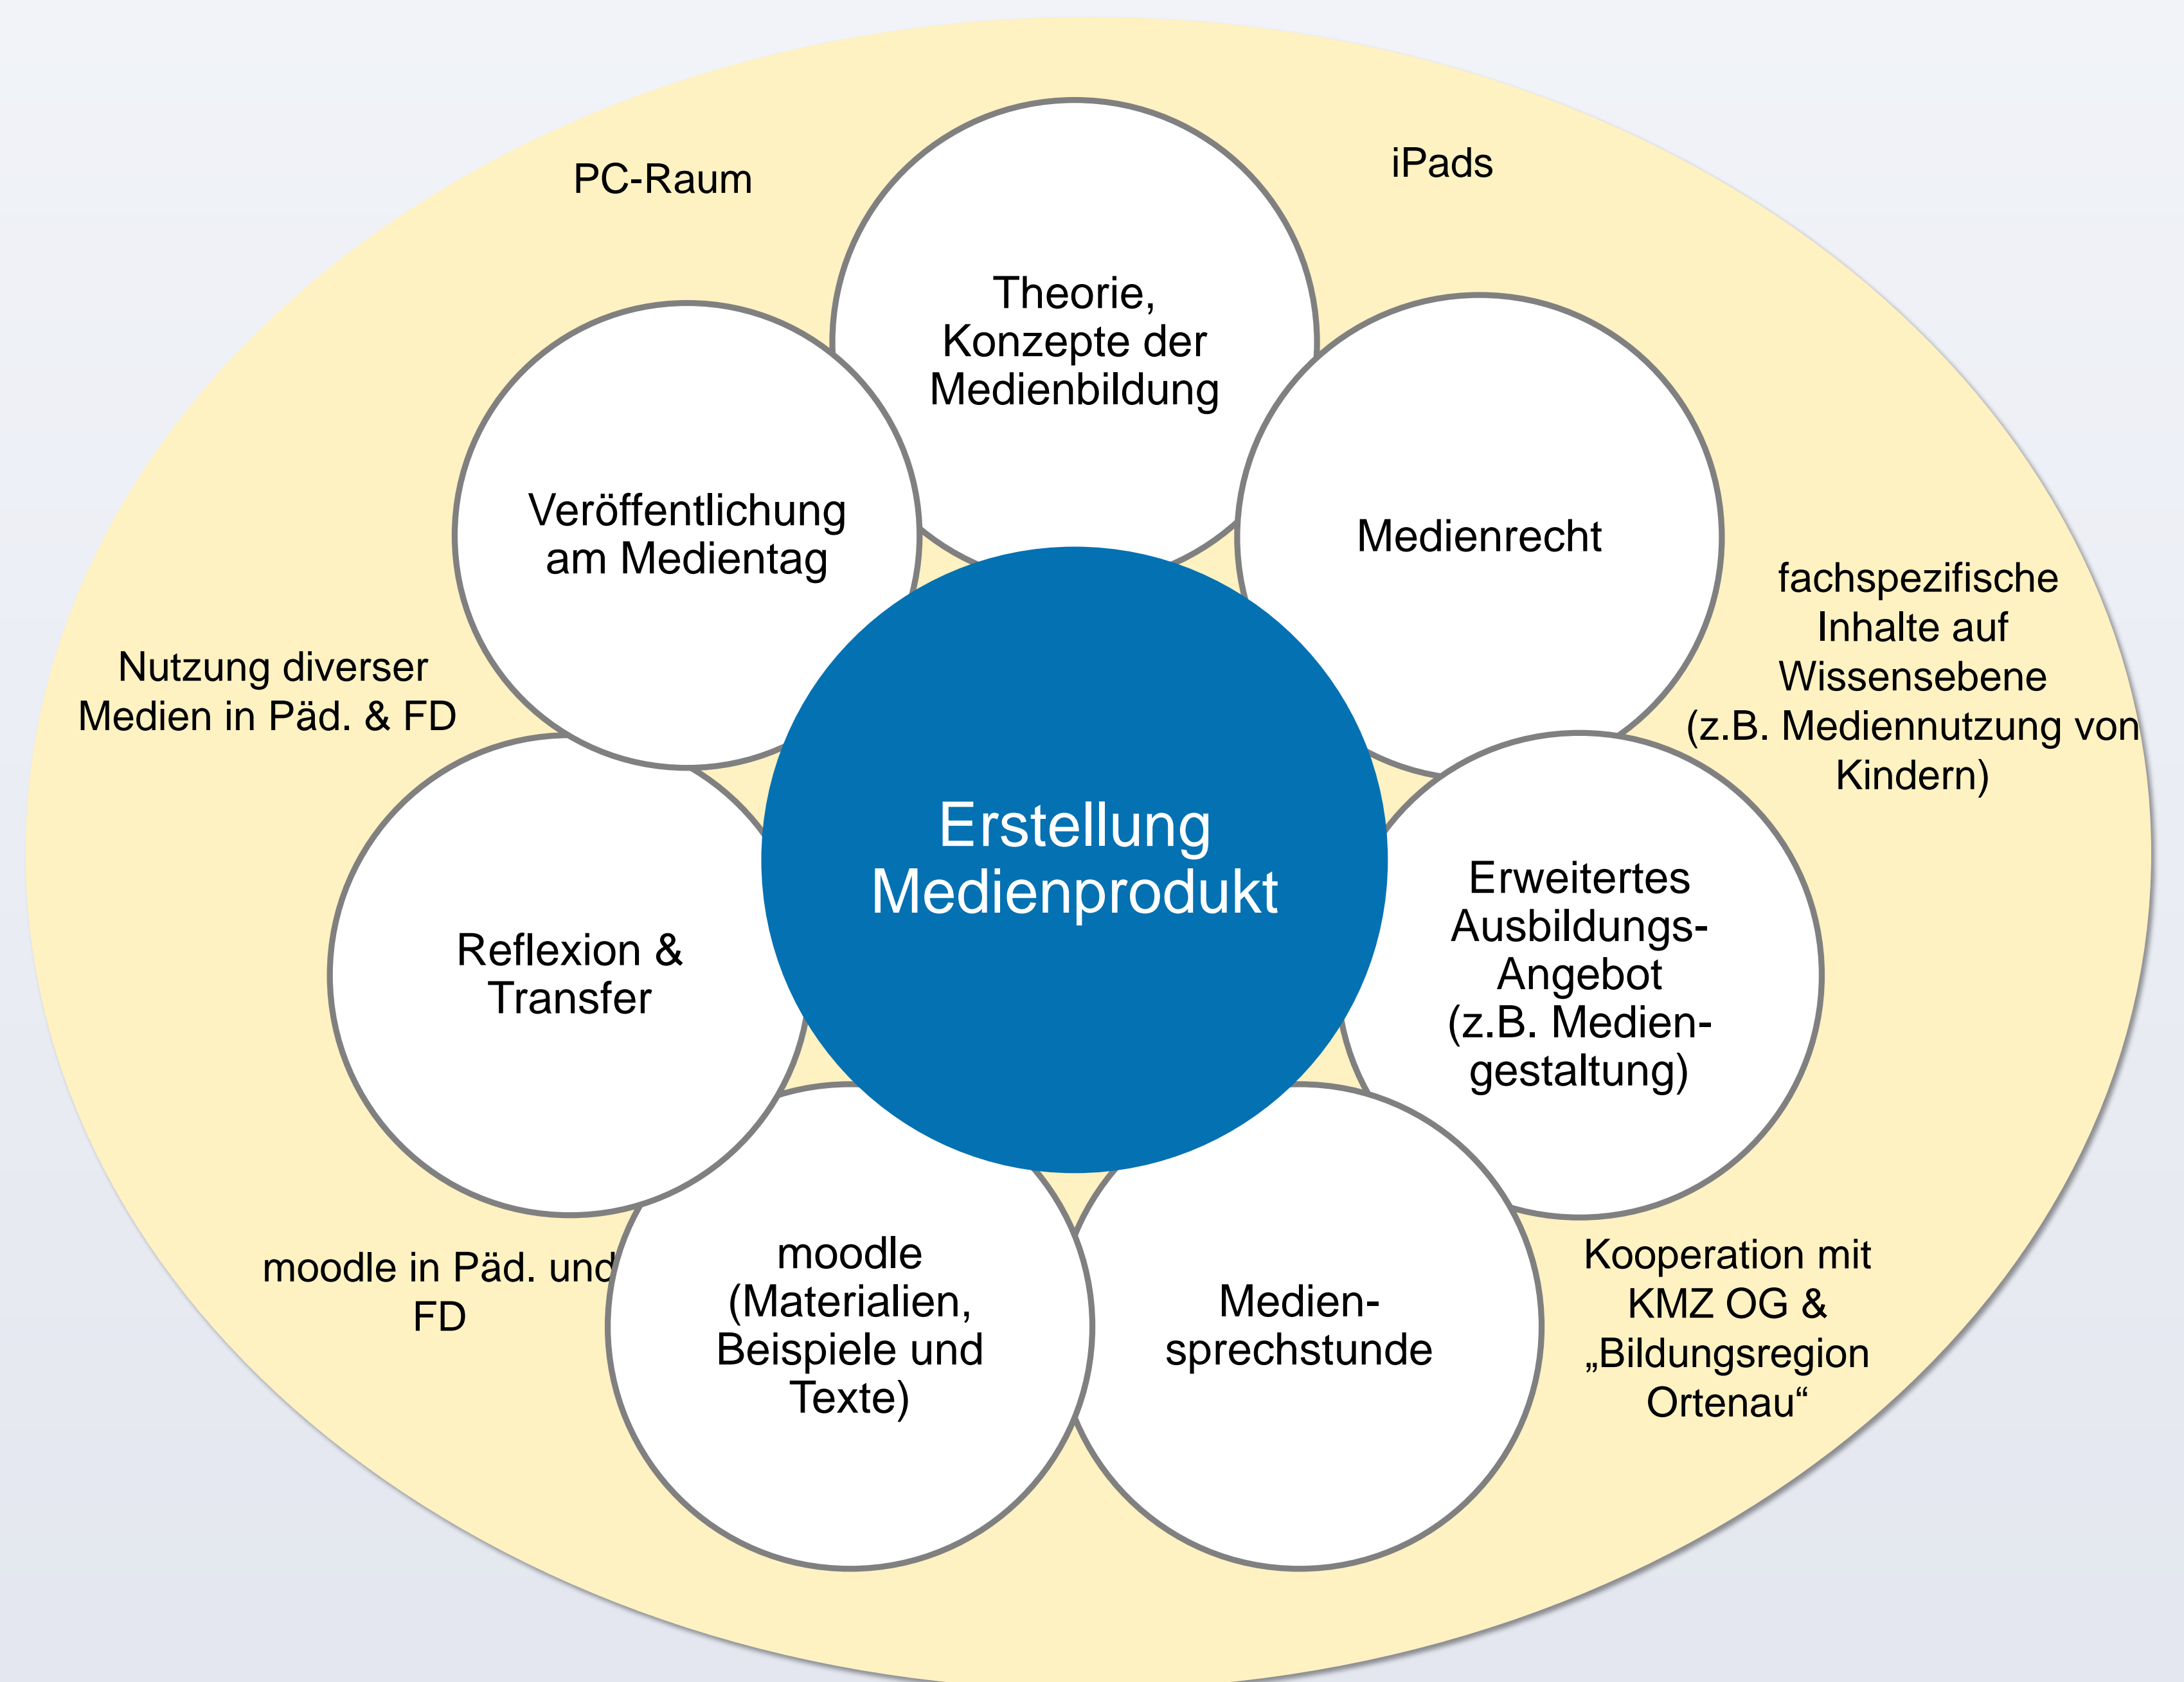 PC-Raum
iPads
Theorie,
Konzepte der
Medienbildung
Veröffentlichung
am Medientag
Medienrecht
fachspezifische
Inhalte auf
Wissensebene
(z.B. Mediennutzung von
Kindern)
Nutzung diverser
Medien in Päd. & FD
Erstellung
Medienprodukt
Erweitertes
Ausbildungs-
Angebot
(z.B. Medien-
gestaltung)
Reflexion &
Transfer
moodle in Päd. und
FD
moodle
(Materialien,
Beispiele und
Texte)
Medien-
sprechstunde
Kooperation mit
KMZ OG &
„Bildungsregion
Ortenau“